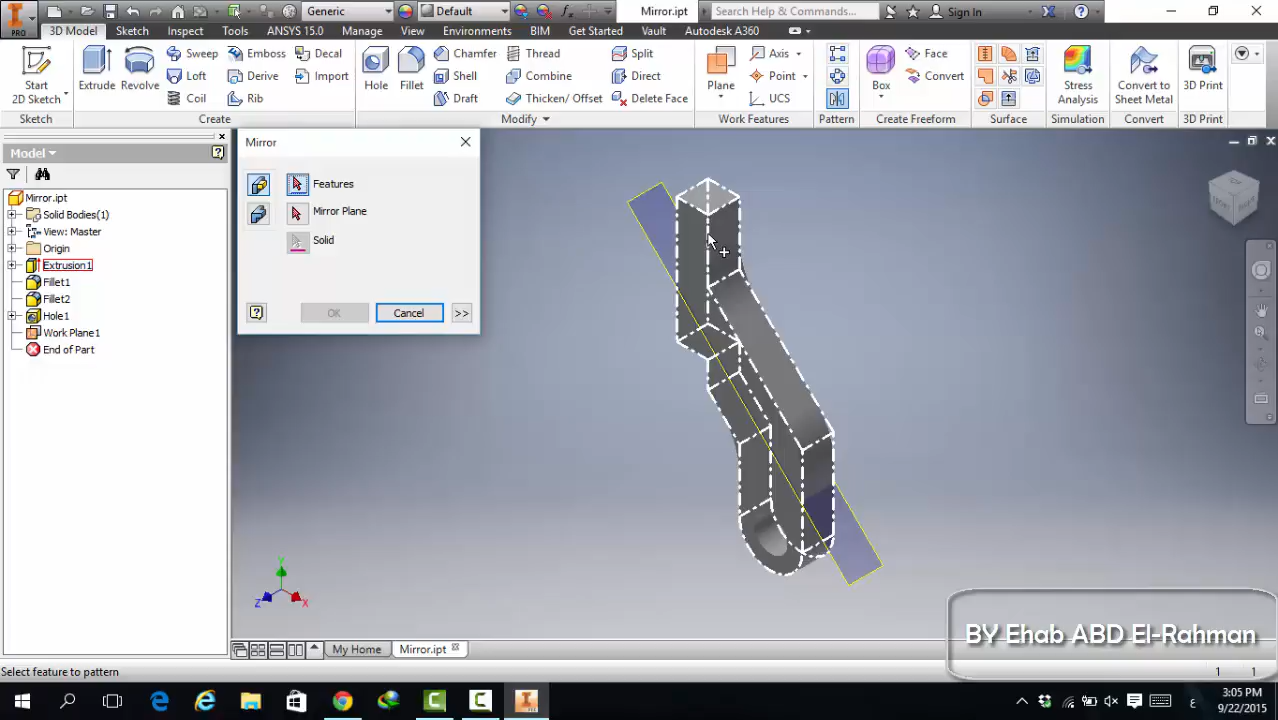 PRO
Generic
Default
Mirror.ipt
Search Help & Commands...
Sign In
3D Model
Sketch
Inspect
Tools
ANSYS 15.0
Manage
View
Environments
BIM
Get Started
Vault
Autodesk A360
Start
2D Sketch
Extrude
Revolve
Sweep
Loft
Coil
Emboss
Derive
Rib
Decal
Import
Hole
Fillet
Chamfer
Shell
Draft
Thread
Combine
Thicken/ Offset
Split
Direct
Delete Face
Plane
Axis
Point
UCS
Box
Face
Convert
Stress
Analysis
Convert to
Sheet Metal
3D Print
Sketch
Create
Modify
Work Features
Pattern
Create Freeform
Surface
Simulation
Convert
3D Print
Model
Mirror.ipt
Solid Bodies(1)
View: Master
Origin
Extrusion1
Fillet1
Fillet2
Hole1
Work Plane1
End of Part
Mirror
Features
Mirror Plane
Solid
OK
Cancel
>>
FRONT
RIGHT
Y
Z
X
BY Ehab ABD El-Rahman
My Home
Mirror.ipt
Select feature to pattern
1
1
3:05 PM
9/22/2015
ع